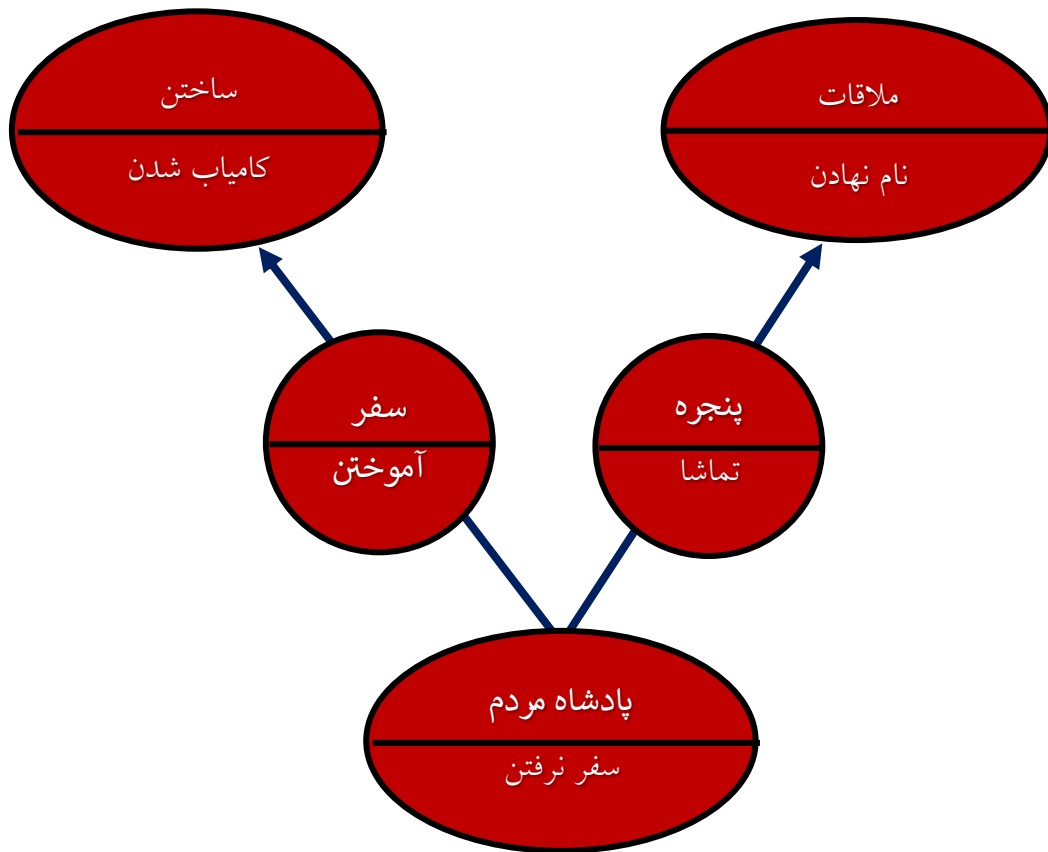 ملاقات
نام نهادن
ساختن
کامیاب شدن
پنجره
تماشا
سفر
آموختن
پادشاه مردم
سفر نرفتن